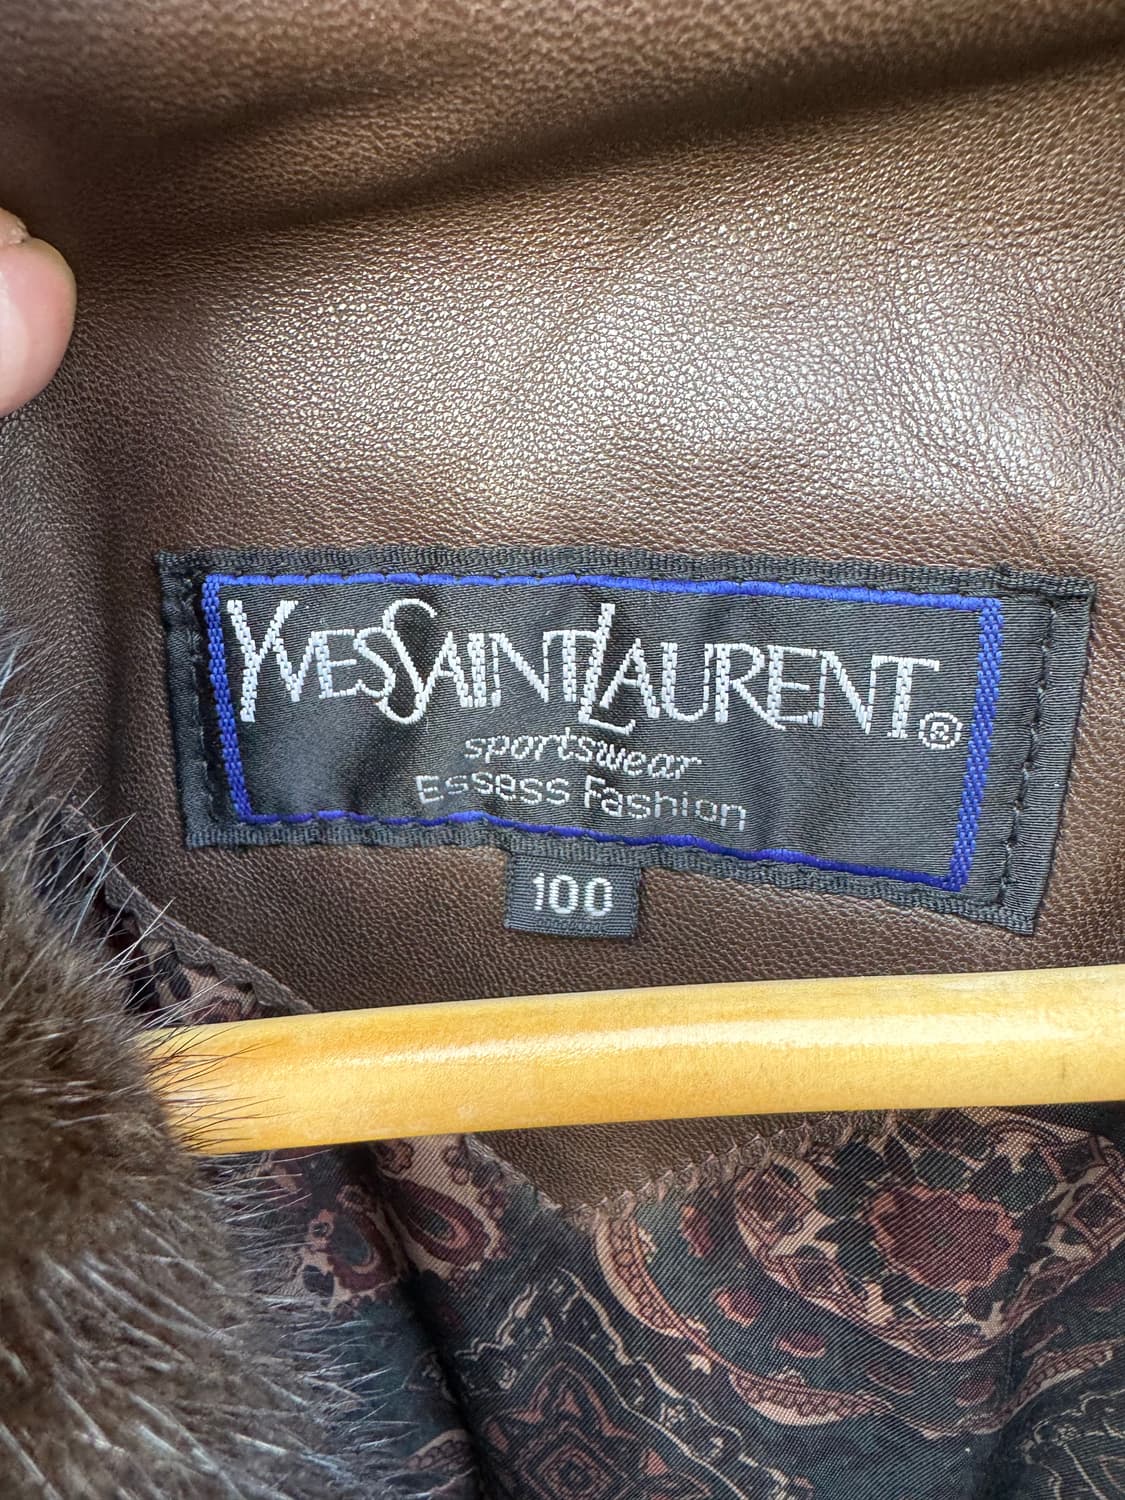 YVESSAINTLAURENT®
sportswear
Essess Fashion
100